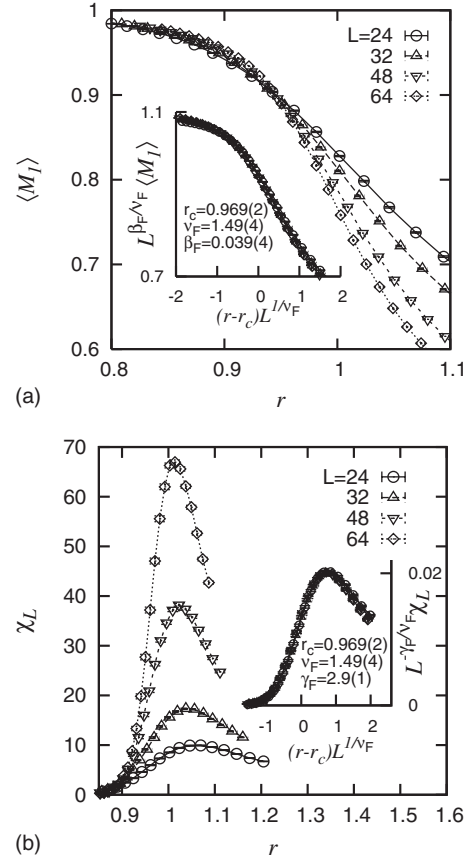 1
0.9
0.8
0.7
0.6
⟨M₁⟩
L=24
32
48
64
1.1
0.7
L^{β_F/ν_F} ⟨M₁⟩
r_c=0.969(2)
ν_F=1.49(4)
β_F=0.039(4)
-2 -1 0 1 2
(r-r_c)L^{1/ν_F}
0.8 0.9 1 1.1
r
(a)
70
60
50
40
30
20
10
0
χ_L
L=24
32
48
64
0.02
0
L^{-γ_F/ν_F}χ_L
r_c=0.969(2)
ν_F=1.49(4)
γ_F=2.9(1)
-1 0 1 2
(r-r_c)L^{1/ν_F}
0.9 1 1.1 1.2 1.3 1.4 1.5 1.6
r
(b)